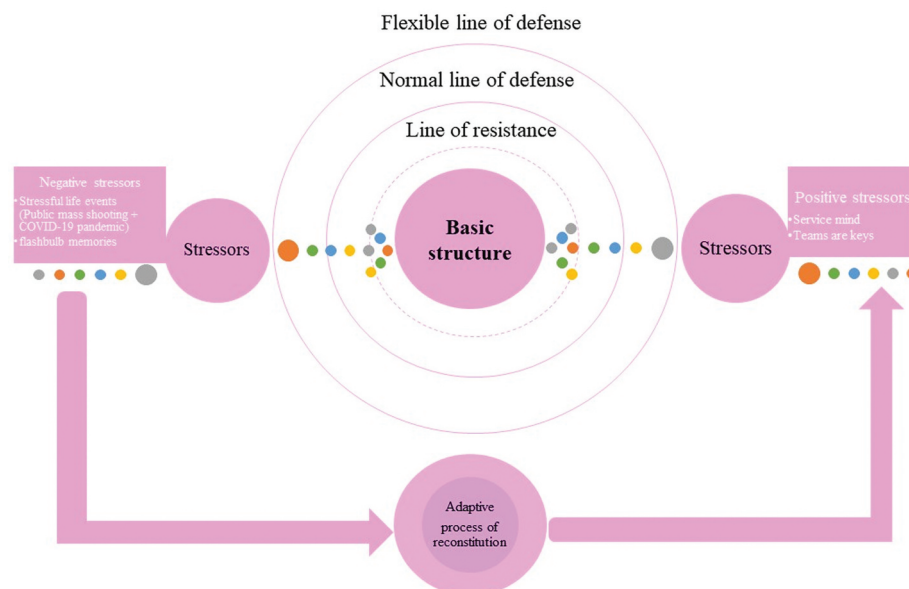 Flexible line of defense
Normal line of defense
Line of resistance
Negative stressors
•Stressful life events
(Public mass shooting +
COVID-19 pandemic)
•flashbulb memories
Stressors
Basic
structure
Stressors
Positive stressors
•Service mind
•Teams are keys
Adaptive
process of
reconstitution